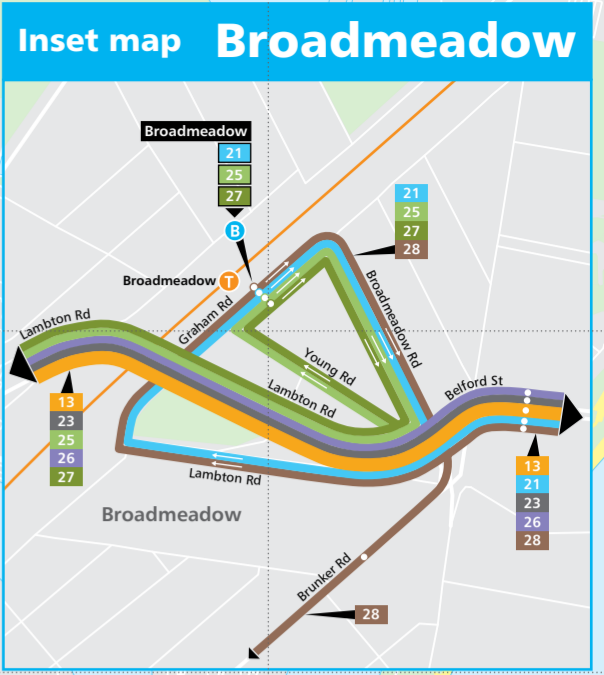 Inset map Broadmeadow
Broadmeadow
21
25
27
B
21
25
27
28
Broadmeadow T
Graham Rd
Broadmeadow Rd
Lambton Rd
Young Rd
Lambton Rd
Belford St
13
23
25
26
27
Lambton Rd
13
21
23
26
28
Broadmeadow
Brunker Rd
28